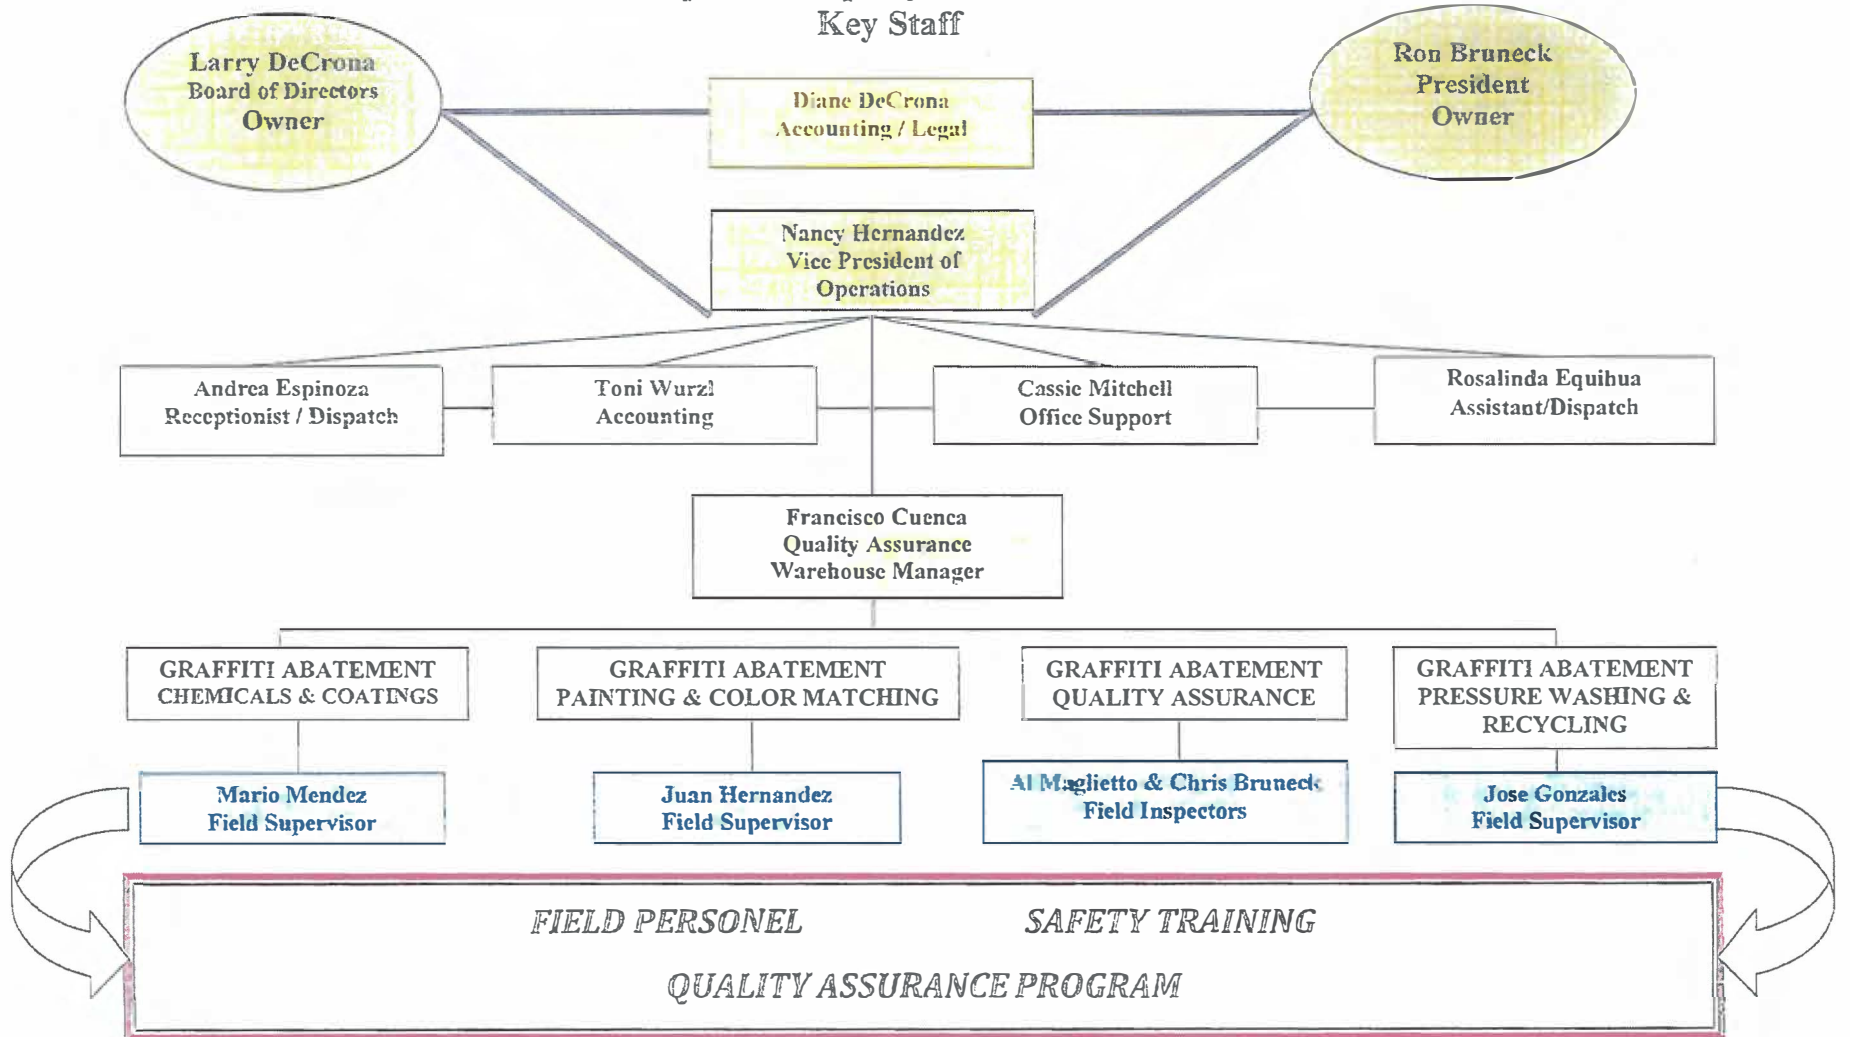 Key Staff
Larry DeCrona
Board of Directors
Owner
Diane DeCrona
Accounting / Legal
Ron Bruneck
President
Owner
Nancy Hernandez
Vice President of
Operations
Andrea Espinoza
Receptionist / Dispatch
Toni Wurzl
Accounting
Cassie Mitchell
Office Support
Rosalinda Equihua
Assistant/Dispatch
Francisco Cuenca
Quality Assurance
Warehouse Manager
GRAFFITI ABATEMENT
CHEMICALS & COATINGS
GRAFFITI ABATEMENT
PAINTING & COLOR MATCHING
GRAFFITI ABATEMENT
QUALITY ASSURANCE
GRAFFITI ABATEMENT
PRESSURE WASHING &
RECYCLING
Mario Mendez
Field Supervisor
Juan Hernandez
Field Supervisor
Al Maglietto & Chris Bruneck
Field Inspectors
Jose Gonzales
Field Supervisor
FIELD PERSONEL SAFETY TRAINING
QUALITY ASSURANCE PROGRAM